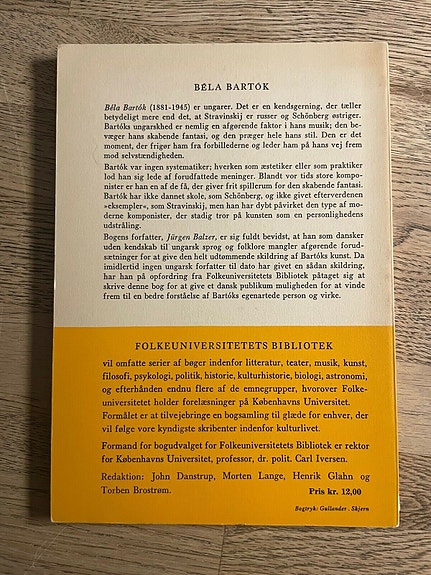 BÉLA BARTÓK
Béla Bartók (1881-1945) er ungarer. Det er en kendsgerning, der tæller
betydeligt mere end det, at Stravinskij er russer og Schönberg østriger.
Bartóks ungarskhed er nemlig en afgørende faktor i hans musik; den be-
væger hans skabende fantasi, og den præger hele hans stil. Den er det
moment, der frigør ham fra forbillederne og leder ham på hans vej frem
mod selvstændigheden.
Bartók var ingen systematiker; hverken som æstetiker eller som praktiker
lod han sig lede af forudfattede meninger. Blandt vor tids store kompo-
nister er han en af de få, der giver frit spillerum for den skabende fantasi.
Bartók har ikke dannet skole, som Schönberg, og ikke givet efterverdenen
»eksempler«, som Stravinskij, men han har dybt påvirket den type af mo-
derne komponister, der stadig tror på kunsten som en personlighedens
udstråling.
Bogens forfatter, Jürgen Balzer, er sig fuldt bevidst, at han som dansker
uden kendskab til ungarsk sprog og folklore mangler afgørende forud-
sætninger for at give den helt udtømmende skildring af Bartóks kunst. Da
imidlertid ingen ungarsk forfatter til dato har givet en sådan skildring,
har han på opfordring fra Folkeuniversitetets Bibliotek påtaget sig at
skrive denne bog for at give et dansk publikum muligheden for at vinde
frem til en bedre forståelse af Bartóks egenartede person og virke.
FOLKEUNIVERSITETETS BIBLIOTEK
vil omfatte serier af bøger indenfor litteratur, teater, musik, kunst,
filosofi, psykologi, politik, historie, kulturhistorie, biologi, astronomi,
og efterhånden endnu flere af de emnegrupper, hvorover Folke-
universitetet holder forelæsninger på Københavns Universitet.
Formålet er at tilvejebringe en bogsamling til glæde for enhver, der
vil følge vore kyndigste skribenter indenfor kulturlivet.
Formand for bogudvalget for Folkeuniversitetets Bibliotek er rektor
for Københavns Universitet, professor, dr. polit. Carl Iversen.
Redaktion: John Danstrup, Morten Lange, Henrik Glahn og
Torben Brostrøm.
Pris kr. 12,00
Bogtryk: Gullander . Skjern